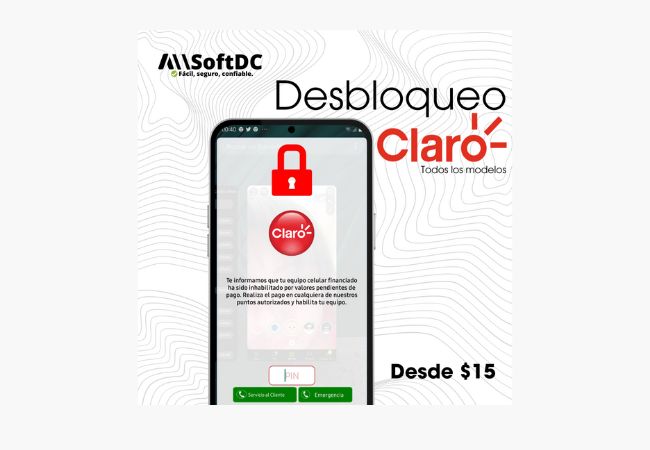 SoftDC
Fácil, seguro, confiable.
Desbloqueo
Claro
Todos los modelos
Claro
Te informamos que tu equipo celular financiado
ha sido inhabilitado por valores pendientes de
pago. Realiza el pago en cualquiera de nuestros
puntos autorizados y habilita tu equipo.
PIN
Servicio al Cliente
Emergencia
Desde $15